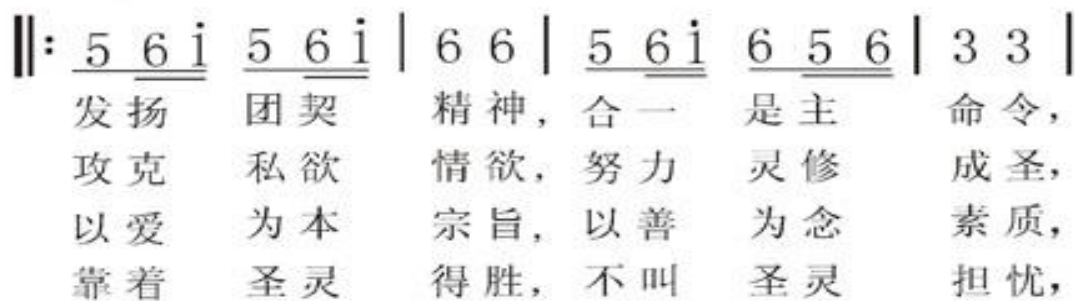 ‖: 5 6 i̇ 5 6 i̇ | 6 6 | 5 6 i̇ 6 5 6 | 3 3 |
发扬 团契 精神, 合一 是主 命令,
攻克 私欲 情欲, 努力 灵修 成圣,
以爱 为本 宗旨, 以善 为念 素质,
靠着 圣灵 得胜, 不叫 圣灵 担忧,